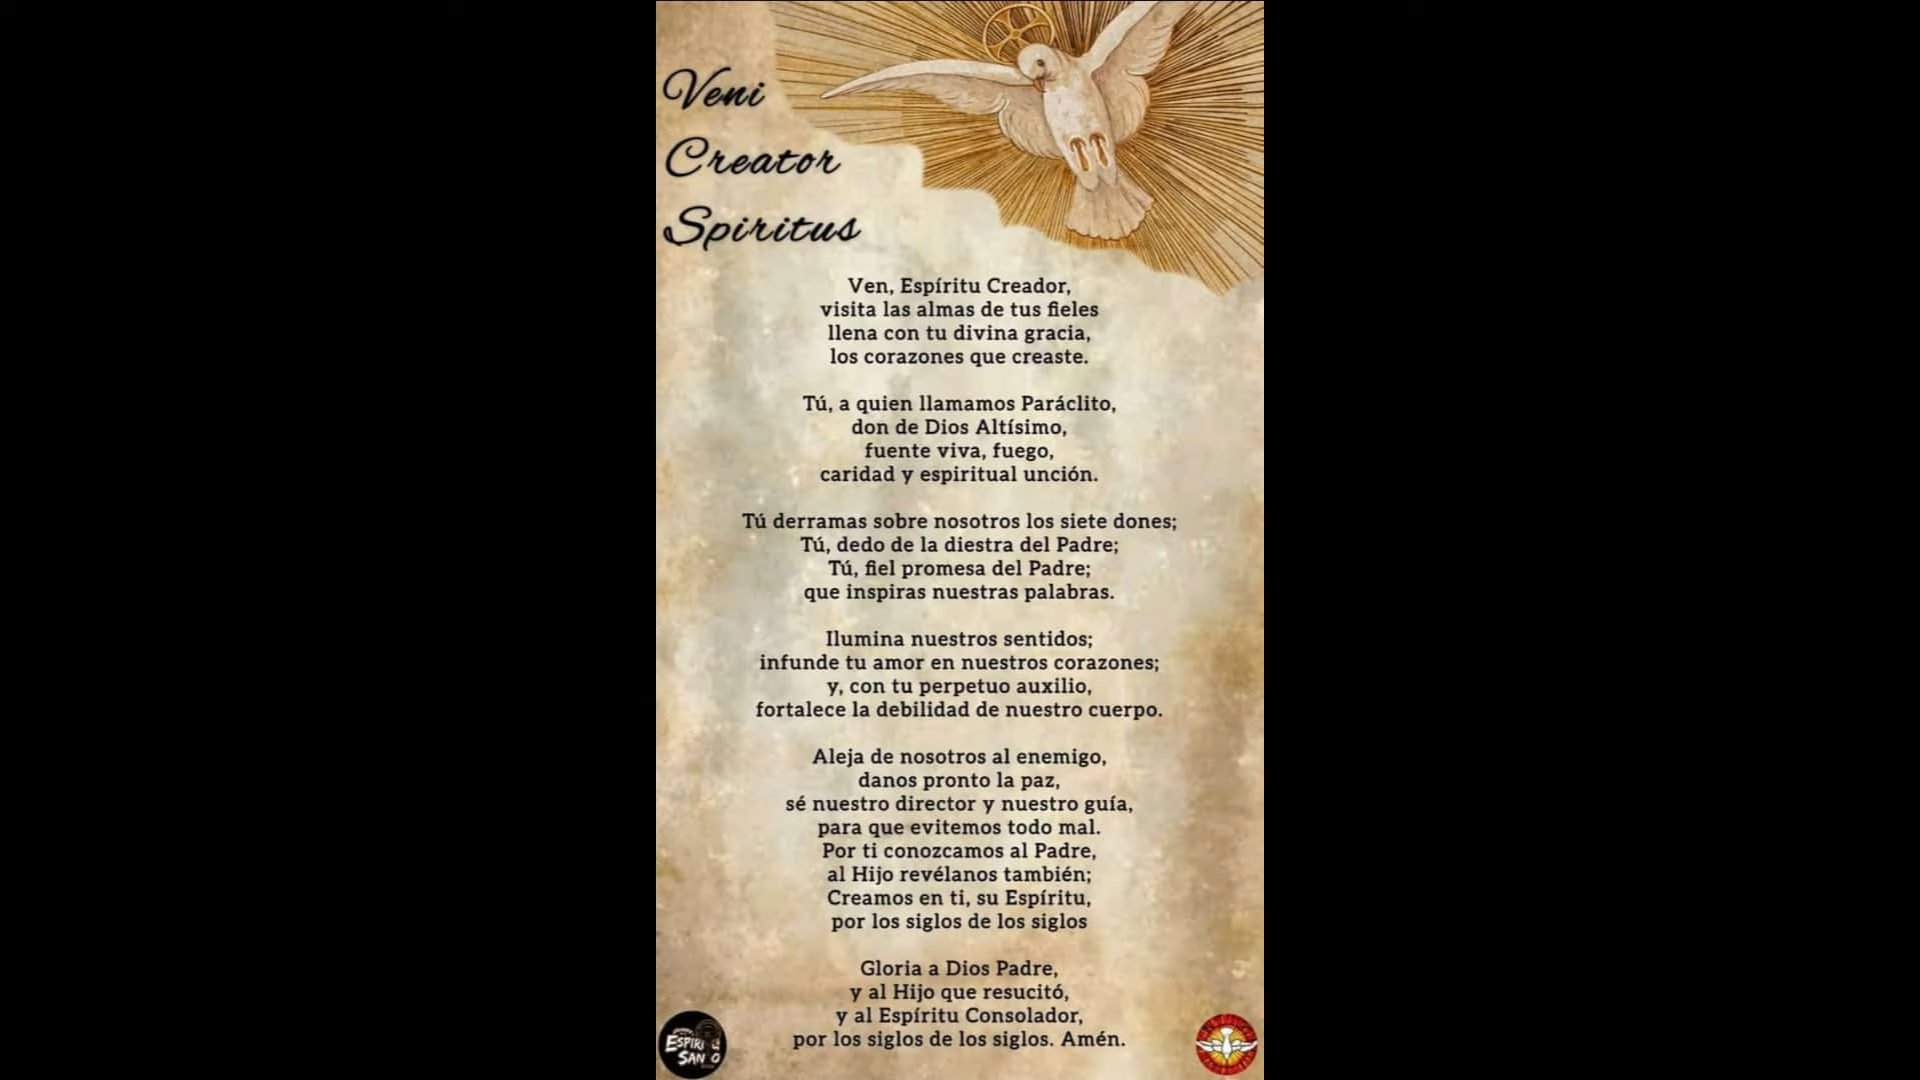 Veni
Creator
Spiritus
Ven, Espíritu Creador,
visita las almas de tus fieles
llena con tu divina gracia,
los corazones que creaste.
Tú, a quien llamamos Paráclito,
don de Dios Altísimo,
fuente viva, fuego,
caridad y espiritual unción.
Tú derramas sobre nosotros los siete dones;
Tú, dedo de la diestra del Padre;
Tú, fiel promesa del Padre;
que inspiras nuestras palabras.
Ilumina nuestros sentidos;
infunde tu amor en nuestros corazones;
y, con tu perpetuo auxilio,
fortalece la debilidad de nuestro cuerpo.
Aleja de nosotros al enemigo,
danos pronto la paz,
sé nuestro director y nuestro guía,
para que evitemos todo mal.
Por ti conozcamos al Padre,
al Hijo revélanos también;
Creamos en ti, su Espíritu,
por los siglos de los siglos
Gloria a Dios Padre,
y al Hijo que resucitó,
y al Espíritu Consolador,
por los siglos de los siglos. Amén.